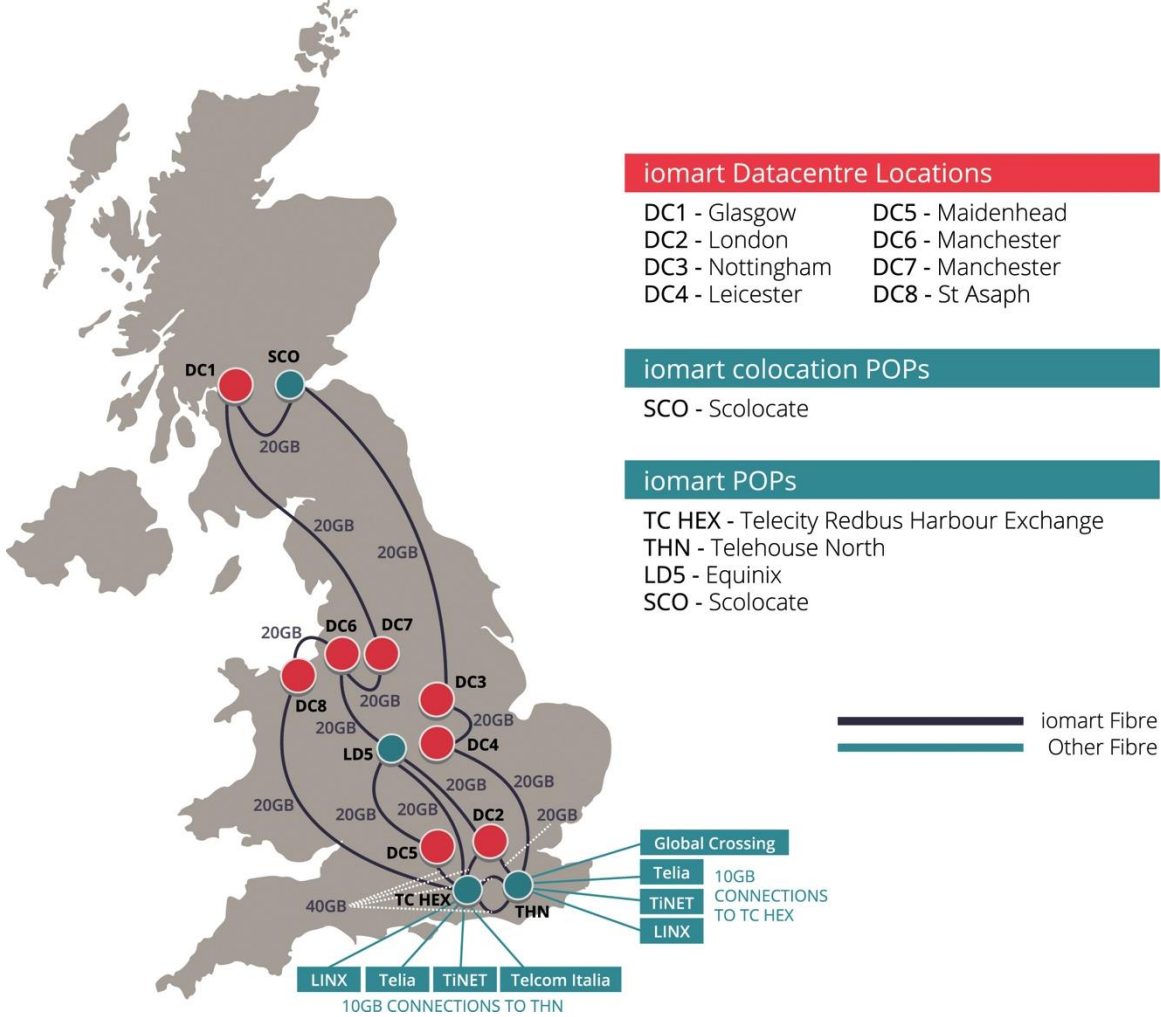 iomart Datacentre Locations
DC1 - Glasgow
DC2 - London
DC3 - Nottingham
DC4 - Leicester
DC5 - Maidenhead
DC6 - Manchester
DC7 - Manchester
DC8 - St Asaph
iomart colocation POPs
SCO - Scolocate
iomart POPs
TC HEX - Telecity Redbus Harbour Exchange
THN - Telehouse North
LD5 - Equinix
SCO - Scolocate
iomart Fibre
Other Fibre
SCO
DC1
20GB
20GB
20GB
DC6
DC7
20GB
DC3
20GB
DC8
20GB
20GB
LD5
DC4
20GB
20GB
20GB
20GB
20GB
DC2
20GB
DC5
TC HEX
40GB
THN
Global Crossing
Telia
TiNET
LINX
10GB
CONNECTIONS
TO TC HEX
LINX
Telia
TiNET
Telcom Italia
10GB CONNECTIONS TO THN